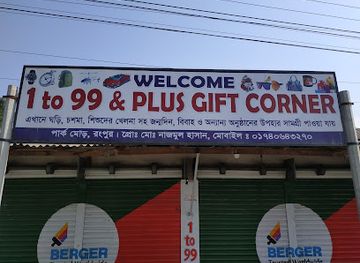 WELCOME
1 to 99 & PLUS GIFT CORNER
এখানে ঘড়ি, চশমা, শিশুদের খেলনা সহ জন্মদিন, বিবাহ ও অন্যান্য অনুষ্ঠানের উপহার সামগ্রী পাওয়া যায়
পার্ক মোড়, রংপুর। প্রোঃ মোঃ নাজমুল হাসান, মোবাইল : ০১৭৪০৬৪৩২৭০
1
to
99
BERGER
BERGER